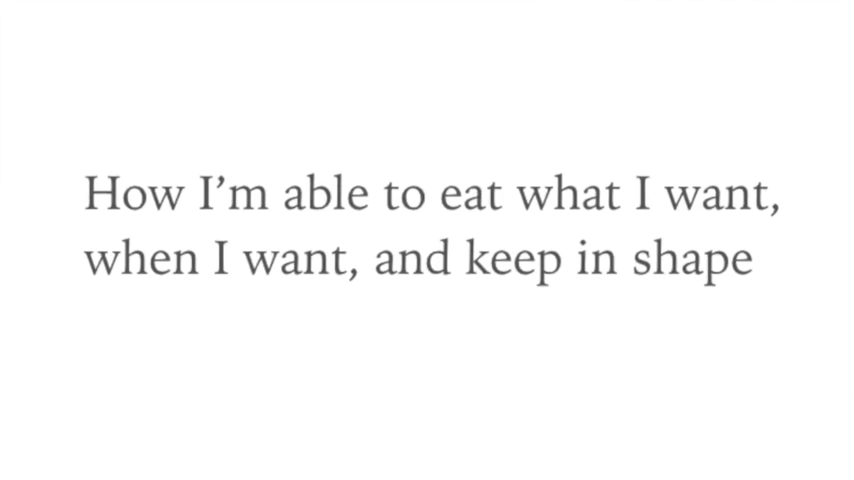 How I’m able to eat what I want,
when I want, and keep in shape